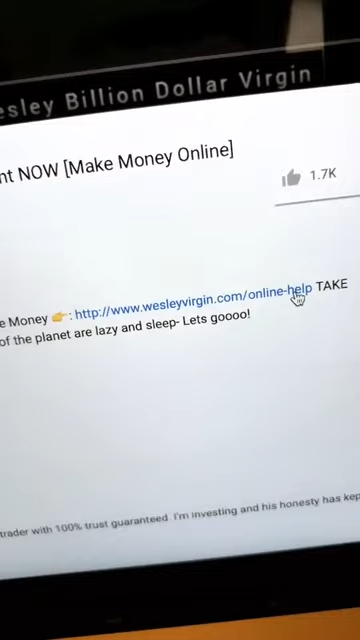 esley Billion Dollar Virgin
nt NOW [Make Money Online]
1.7K
e Money 👉: http://www.wesleyvirgin.com/online-help TAKE
of the planet are lazy and sleep- Lets goooo!
trader with 100% trust guaranteed. I'm investing and his honesty has kep